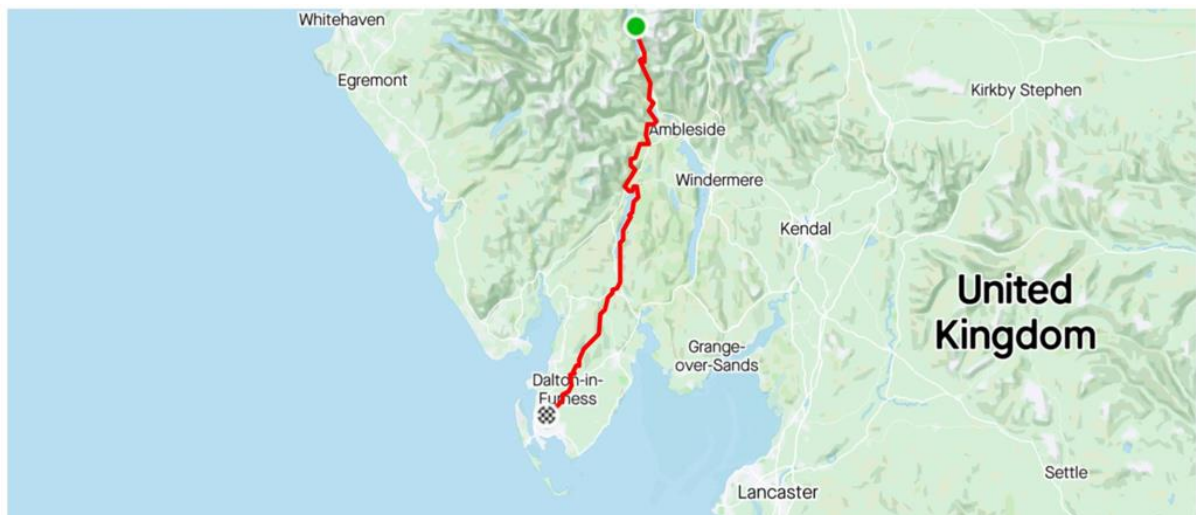 Whitehaven
Egremont
Kirkby Stephen
Ambleside
Windermere
Kendal
United
Kingdom
Grange-
over-Sands
Dalton-in-
Furness
Settle
Lancaster